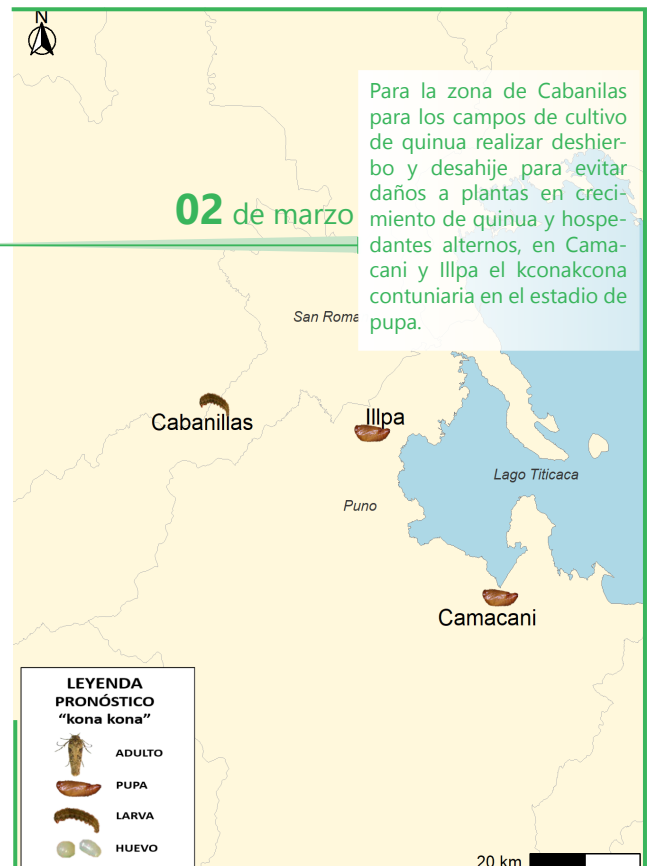 N
Para la zona de Cabanilas
para los campos de cultivo
de quinua realizar deshier-
bo y desahije para evitar
daños a plantas en creci-
miento de quinua y hospe-
dantes alternos, en Cama-
cani y Illpa el kconakcona
contuniaria en el estadio de
pupa.
02 de marzo
San Roma
Cabanillas
Illpa
Lago Titicaca
Puno
Camacani
LEYENDA
PRONÓSTICO
“kona kona”
ADULTO
PUPA
LARVA
HUEVO
20 km